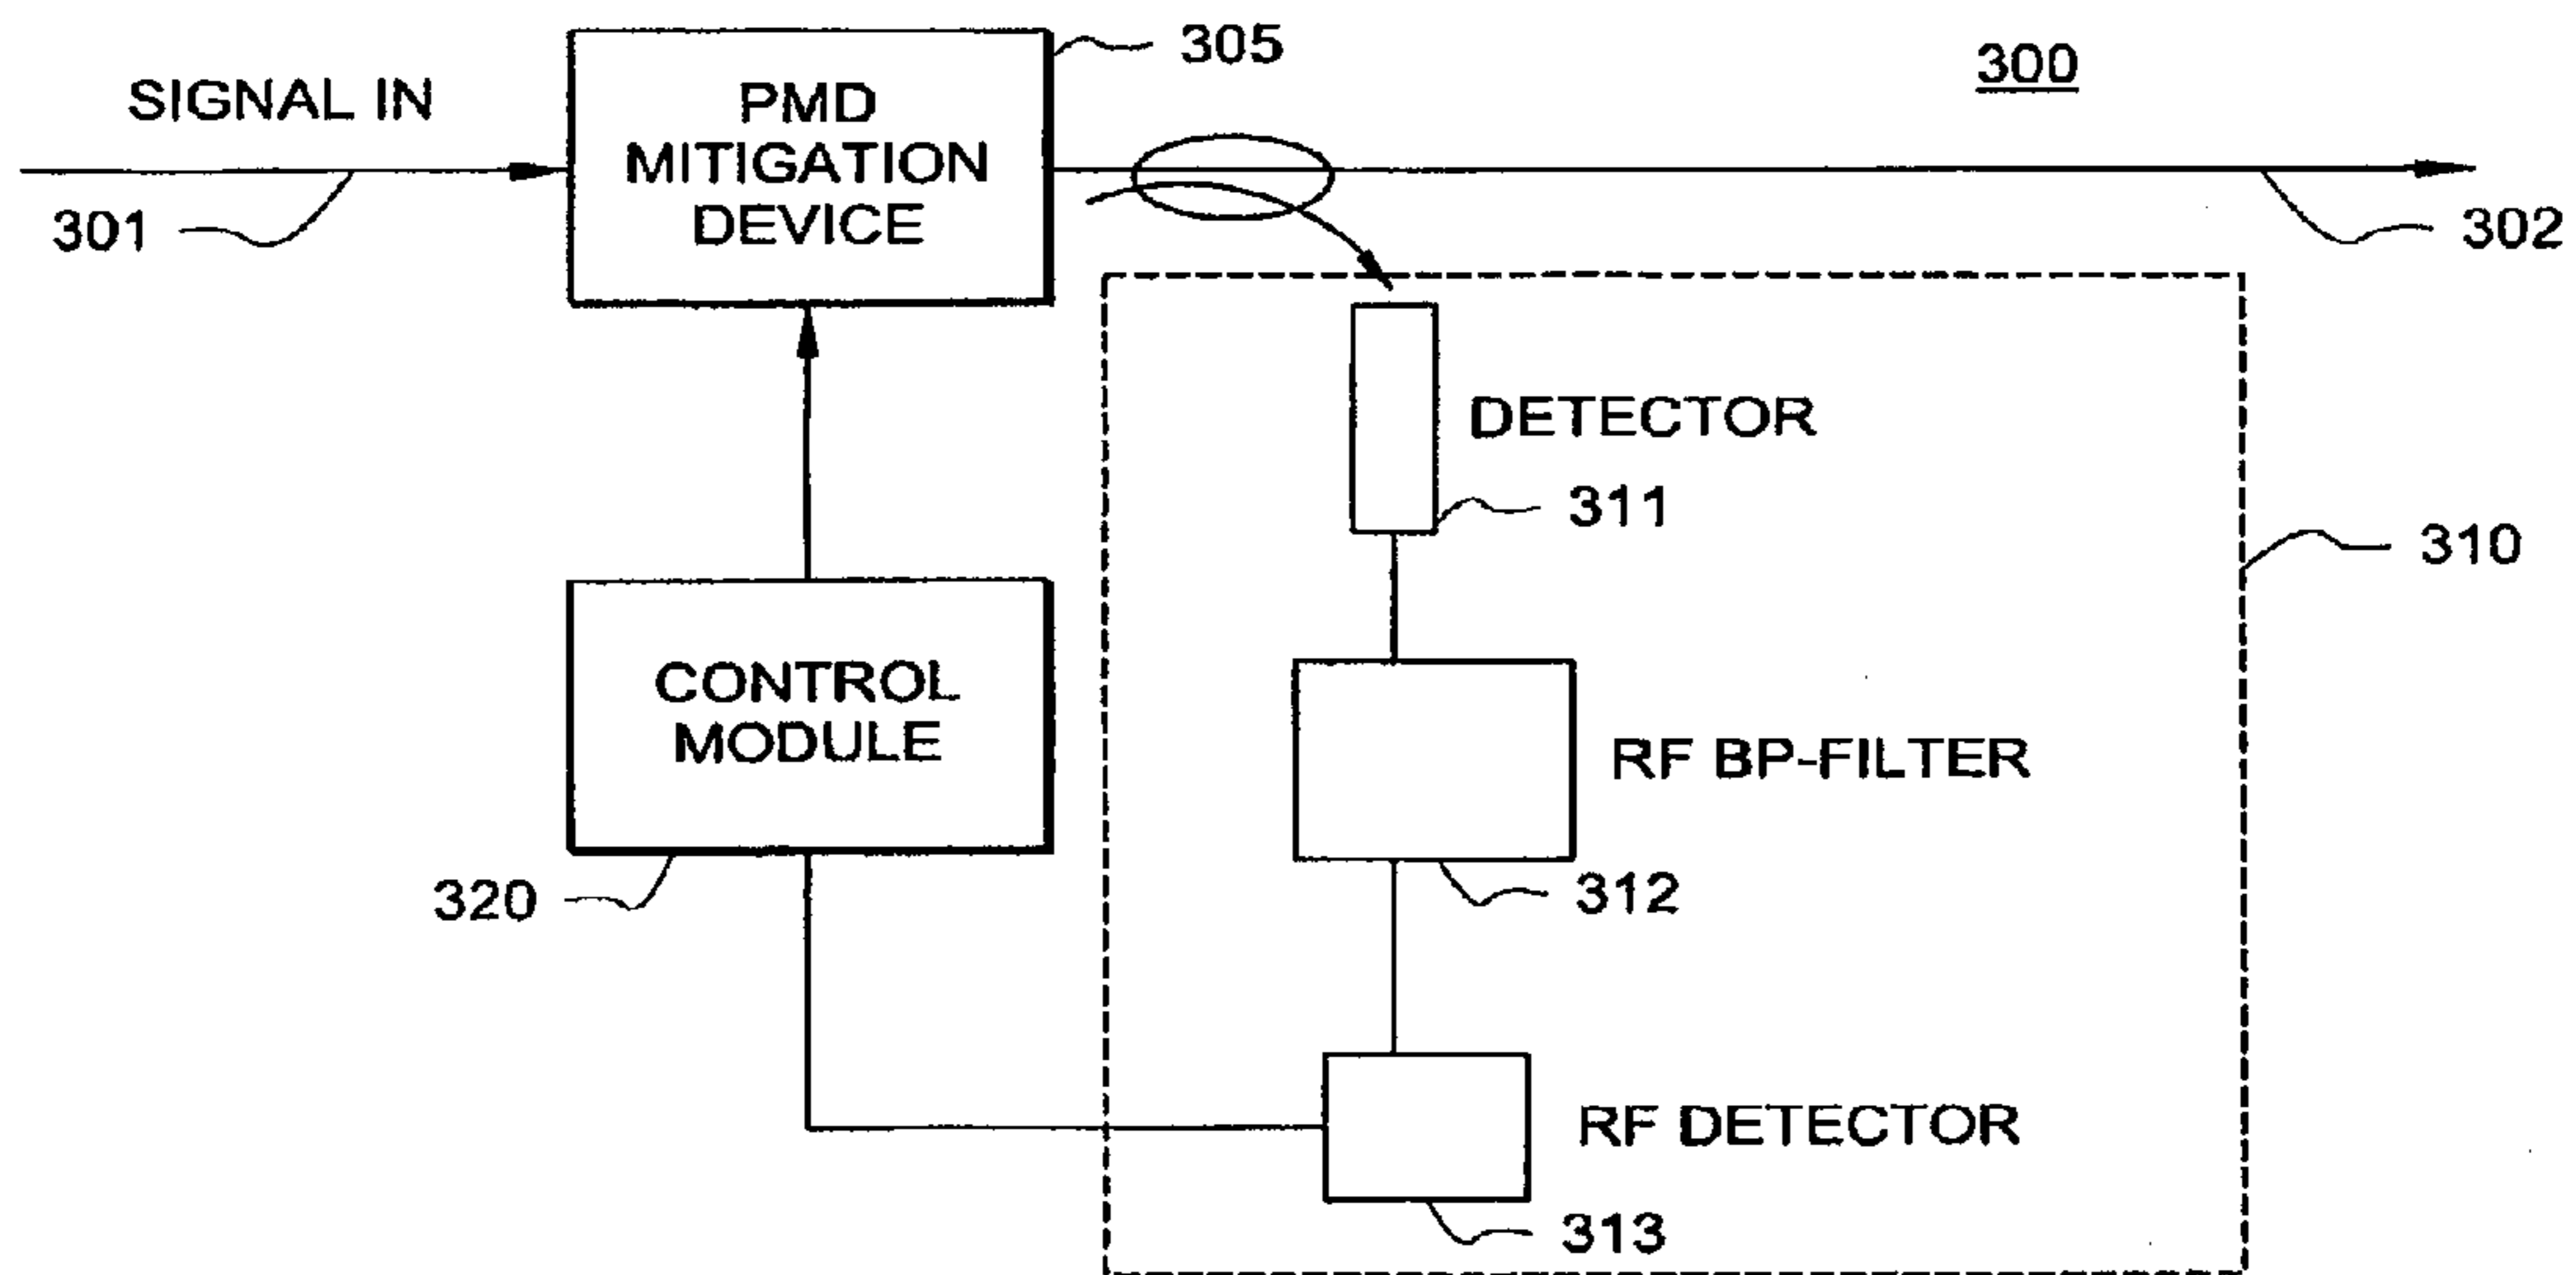 305
300
SIGNAL IN
PMD
MITIGATION
DEVICE
301
302
DETECTOR
311
310
CONTROL
MODULE
RF BP-FILTER
320
312
RF DETECTOR
313